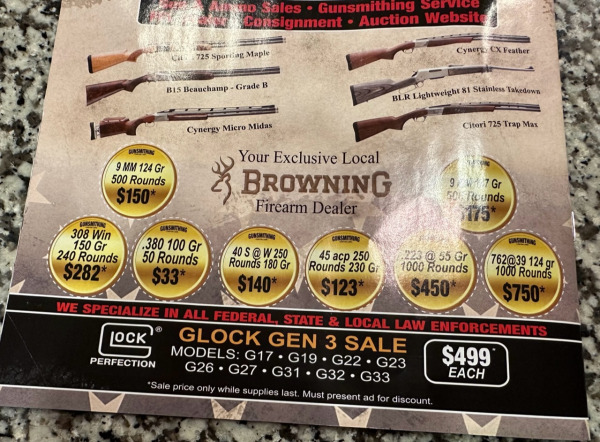 Ammo Sales • Gunsmithing Service
Consignment • Auction Website
725 Sporting Maple
Cynergy CX Feather
B15 Beauchamp - Grade B
BLR Lightweight 81 Stainless Takedown
Cynergy Micro Midas
Citori 725 Trap Max
Your Exclusive Local
BROWNING
Firearm Dealer
GUNSMITHING
9 MM 124 Gr
500 Rounds
$150*
GUNSMITHING
Rounds
GUNSMITHING
308 Win
150 Gr
240 Rounds
$282*
GUNSMITHING
.380 100 Gr
50 Rounds
$33*
GUNSMITHING
40 S @ W 250
Rounds 180 Gr
$140*
GUNSMITHING
45 acp 250
Rounds 230 Gr
$123*
GUNSMITHING
.223 @ 55 Gr
1000 Rounds
$450*
GUNSMITHING
762@39 124 gr
1000 Rounds
$750*
WE SPECIALIZE IN ALL FEDERAL, STATE & LOCAL LAW ENFORCEMENTS
GLOCK®
PERFECTION
GLOCK GEN 3 SALE
MODELS: G17 • G19 • G22 • G23
G26 • G27 • G31 • G32 • G33
$499*
EACH
*Sale price only while supplies last. Must present ad for discount.